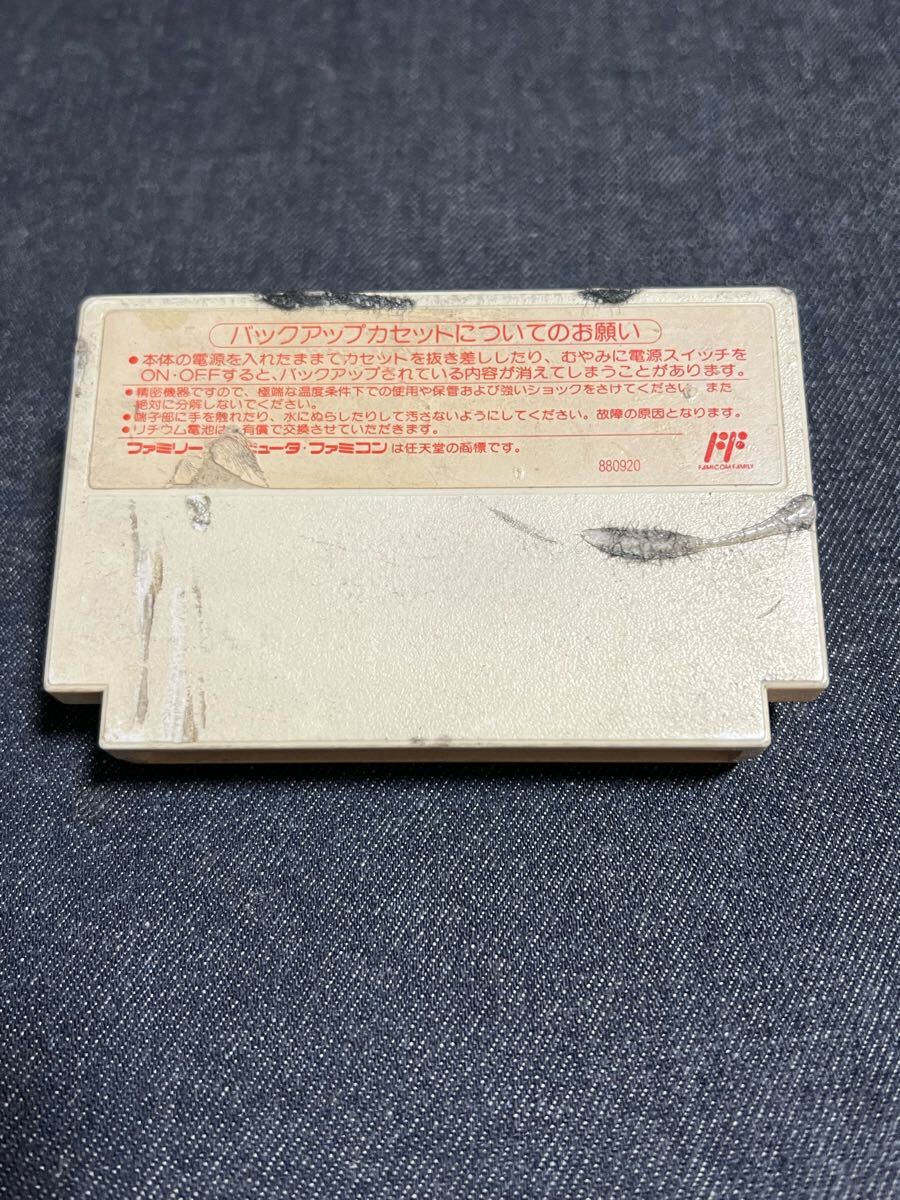 バックアップカセットについてのお願い
●本体の電源を入れたままでカセットを抜き差ししたり、むやみに電源スイッチを
ON・OFFすると、バックアップされている内容が消えてしまうことがあります。
●精密機器ですので、極端な温度条件下での使用や保管および強いショックをさけてください。また
絶対に分解しないでください。
●端子部に手を触れたり、水にぬらしたりして汚さないようにしてください。故障の原因となります。
●リチウム電池は 有償で交換させていただきます。
ファミリー ピュータ・ファミコン は任天堂の商標です。
880920
FAMICOM FAMILY